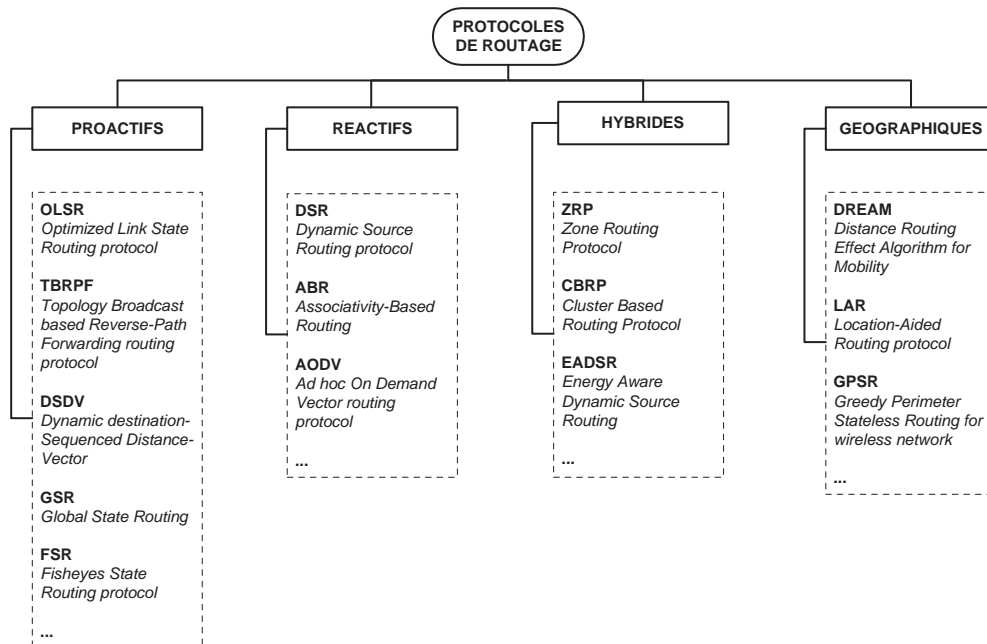 PROTOCOLES
DE ROUTAGE
PROACTIFS
REACTIFS
HYBRIDES
GEOGRAPHIQUES
OLSR
Optimized Link State
Routing protocol
TBRPF
Topology Broadcast
based Reverse-Path
Forwarding routing
protocol
DSDV
Dynamic destination-
Sequenced Distance-
Vector
GSR
Global State Routing
FSR
Fisheyes State
Routing protocol
...
DSR
Dynamic Source
Routing protocol
ABR
Associativity-Based
Routing
AODV
Ad hoc On Demand
Vector routing
protocol
...
ZRP
Zone Routing
Protocol
CBRP
Cluster Based
Routing Protocol
EADSR
Energy Aware
Dynamic Source
Routing
...
DREAM
Distance Routing
Effect Algorithm for
Mobility
LAR
Location-Aided
Routing protocol
GPSR
Greedy Perimeter
Stateless Routing for
wireless network
...